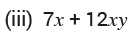 (iii) 7x + 12xy